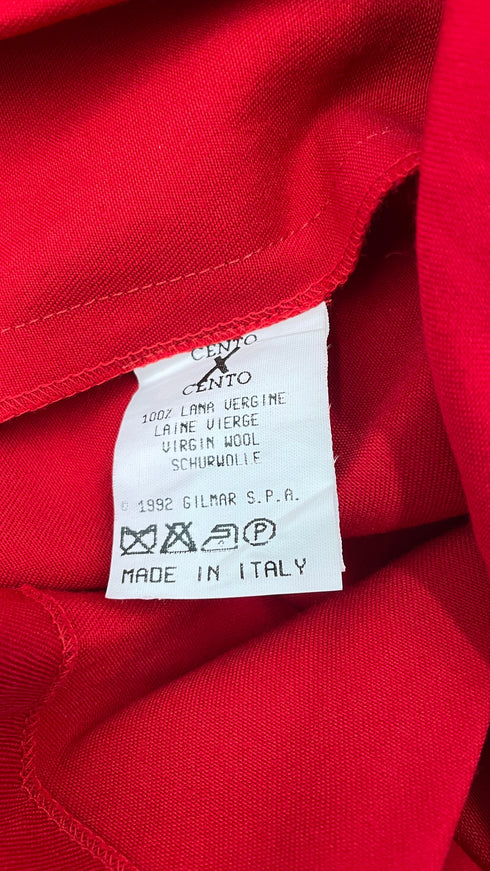 CENTO
X
CENTO
100% LANA VERGINE
LAINE VIERGE
VIRGIN WOOL
SCHURWOLLE
© 1992 GILMAR S.P.A.
P
MADE IN ITALY